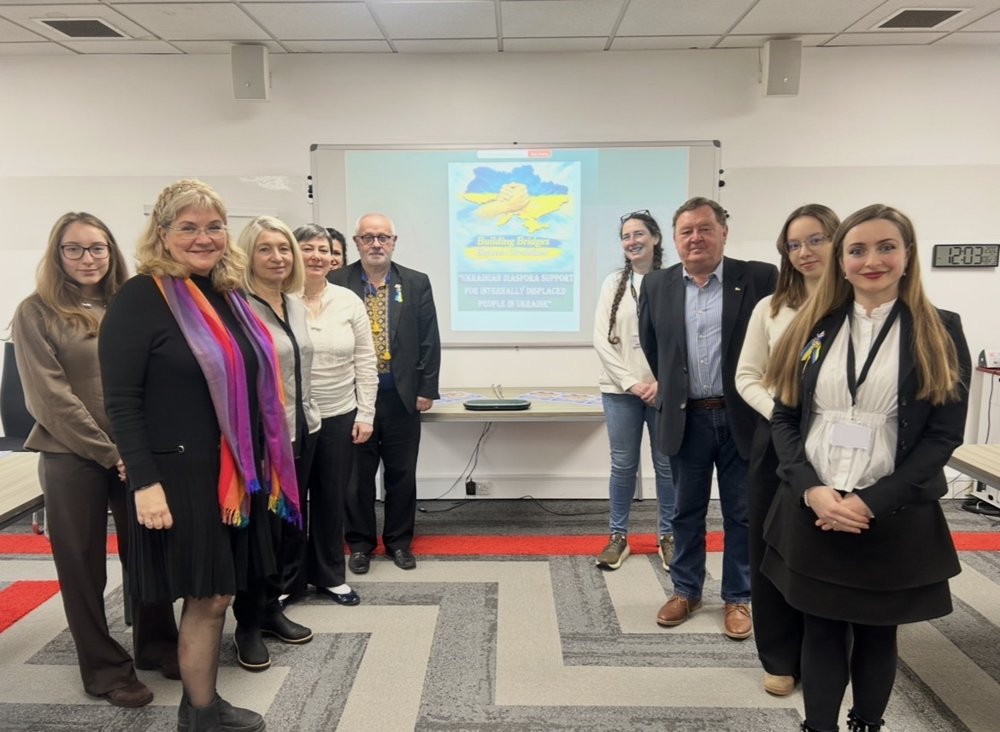 Building Bridges
"UKRAINIAN DIASPORA SUPPORT
FOR INTERNALLY DISPLACED
PEOPLE IN UKRAINE"
12:03